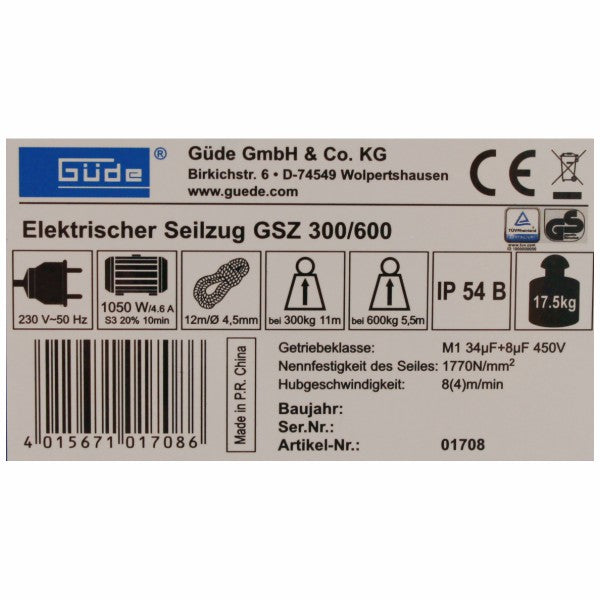 Güde®
Güde GmbH & Co. KG
Birkichstr. 6 • D-74549 Wolpertshausen
www.guede.com
CE
Elektrischer Seilzug GSZ 300/600
TÜVRheinland
GS
230 V~50 Hz
1050 W/4.6 A
S3 20% 10min
12m/Ø 4,5mm
bei 300kg 11m
bei 600kg 5,5m
IP 54 B
17.5kg
4 015671 017086
Made in P.R. China
Getriebeklasse: M1 34µF+8µF 450V
Nennfestigkeit des Seiles: 1770N/mm²
Hubgeschwindigkeit: 8(4)m/min
Baujahr:
Ser.Nr.:
Artikel-Nr.: 01708